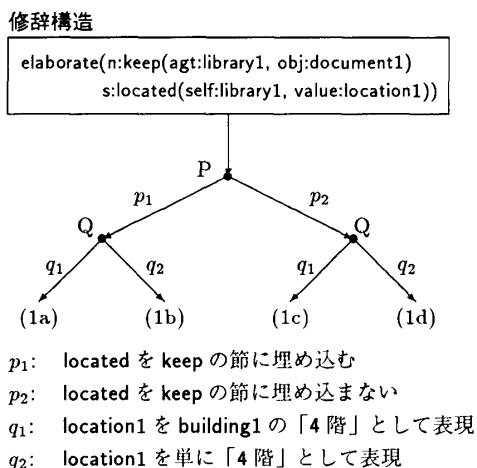 修辞構造
elaborate(n:keep(agt:library1, obj:document1)
s:located(self:library1, value:location1))
P
p1 p2
Q Q
q1 q2 q1 q2
(1a) (1b) (1c) (1d)
p1: located を keep の節に埋め込む
p2: located を keep の節に埋め込まない
q1: location1 を building1 の「4 階」として表現
q2: location1 を単に「4 階」として表現